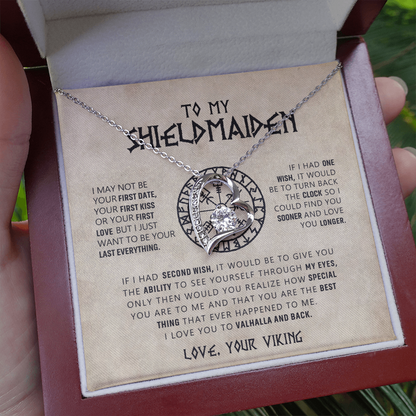 TO MY
SHIELDMAIDEN
I MAY NOT BE
YOUR FIRST DATE,
YOUR FIRST KISS
OR YOUR FIRST
LOVE BUT I JUST
WANT TO BE YOUR
LAST EVERYTHING.
IF I HAD ONE
WISH, IT WOULD
BE TO TURN BACK
THE CLOCK SO I
COULD FIND YOU
SOONER AND LOVE
YOU LONGER.
IF I HAD SECOND WISH, IT WOULD BE TO GIVE YOU
THE ABILITY TO SEE YOURSELF THROUGH MY EYES,
ONLY THEN WOULD YOU REALIZE HOW SPECIAL
YOU ARE TO ME AND THAT YOU ARE THE BEST
THING THAT EVER HAPPENED TO ME.
I LOVE YOU TO VALHALLA AND BACK.
LOVE, YOUR VIKING